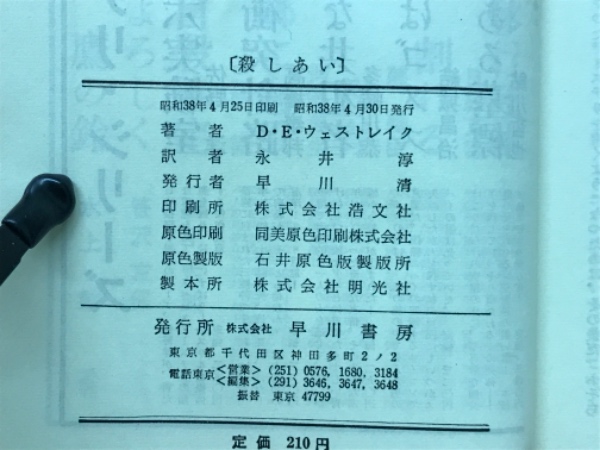 〔殺しあい〕
昭和38年4月25日印刷 昭和38年4月30日発行
著者 D・E・ウェストレイク
訳者 永井淳
発行者 早川清
印刷所 株式会社浩文社
原色印刷 同美原色印刷株式会社
原色製版 石井原色版製版所
製本所 株式会社明光社
発行所 株式会社 早川書房
東京都千代田区神田多町2ノ2
電話東京<営業>(251)0576, 1680, 3184
<編集>(291)3646, 3647, 3648
振替 東京 47799
定価 210円